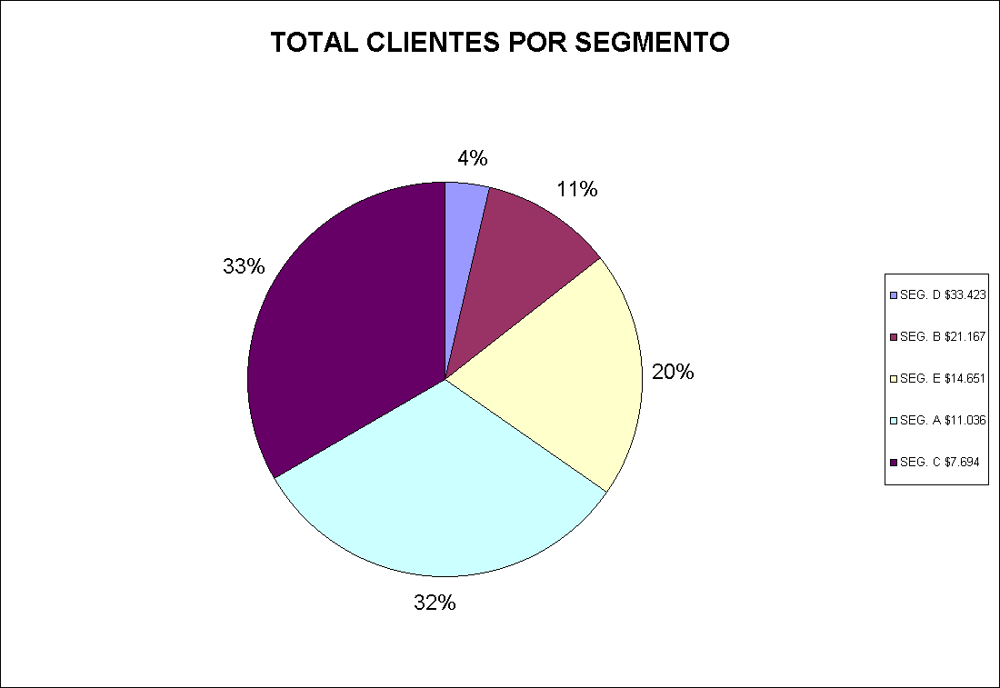 TOTAL CLIENTES POR SEGMENTO
4%
11%
33%
20%
32%
SEG. D $33.423
SEG. B $21.167
SEG. E $14.651
SEG. A $11.036
SEG. C $7.694